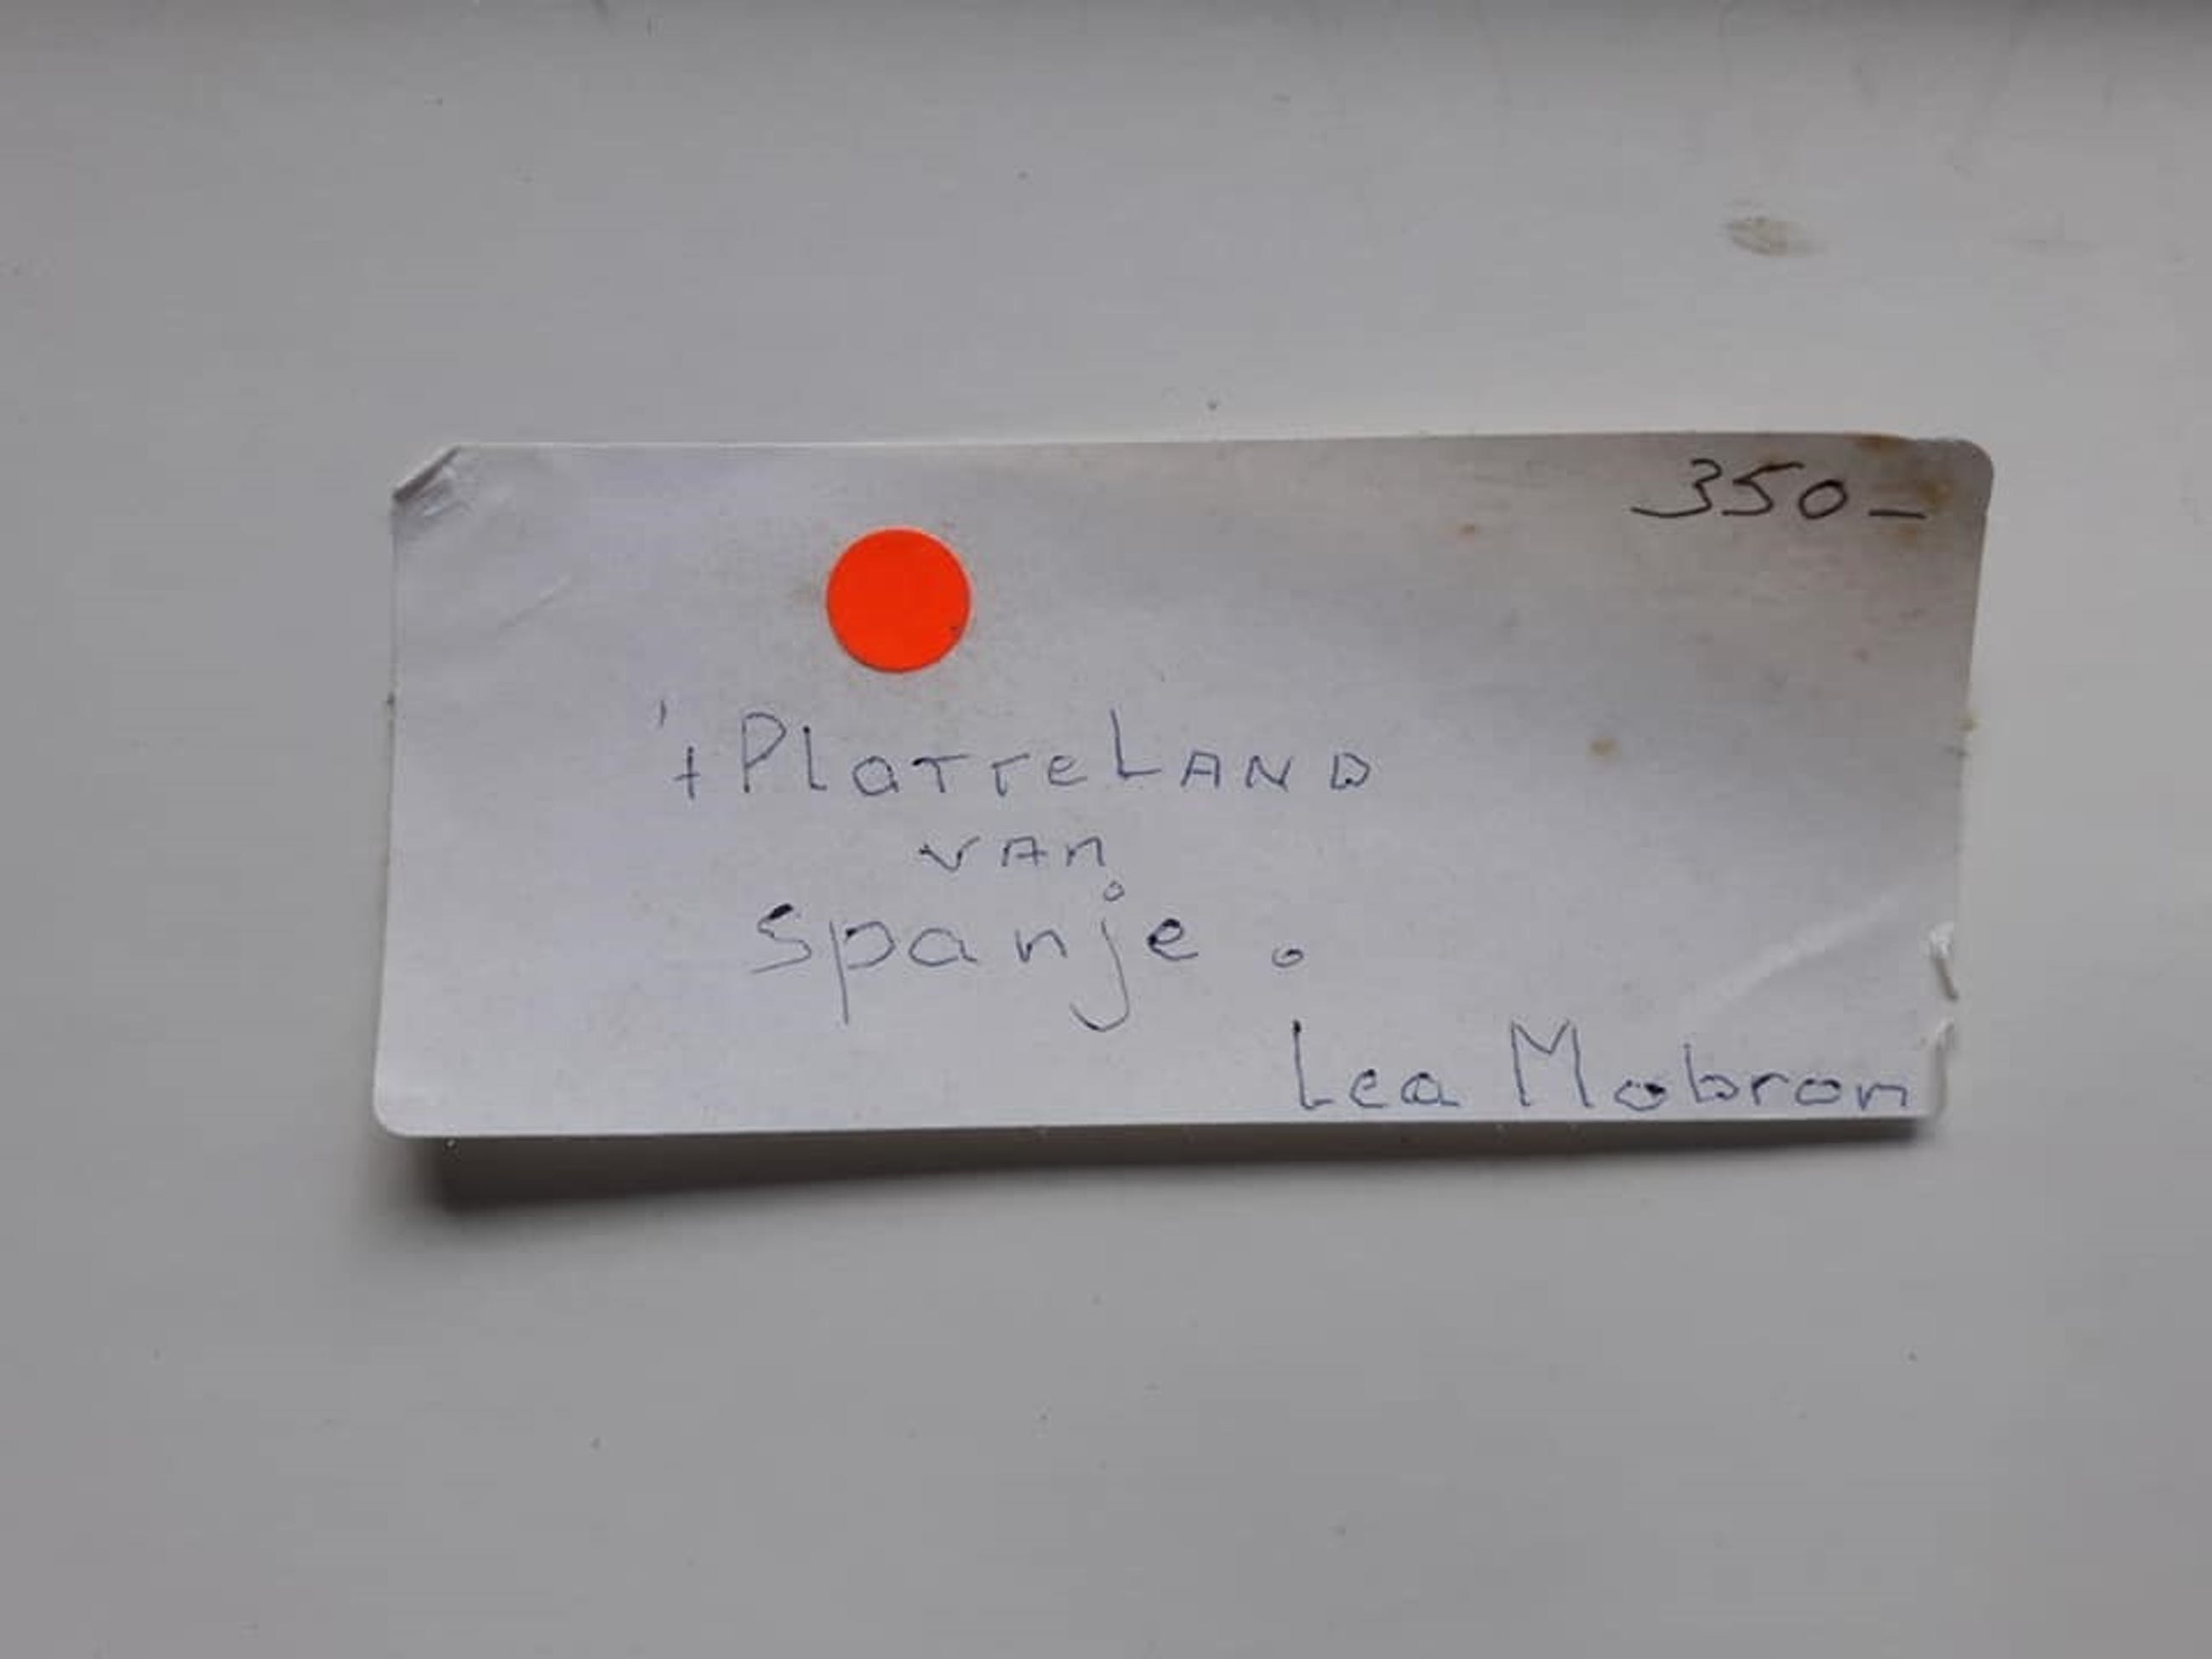 350-
't PlatteLAND
vAn
spanje.
Lea Mobron